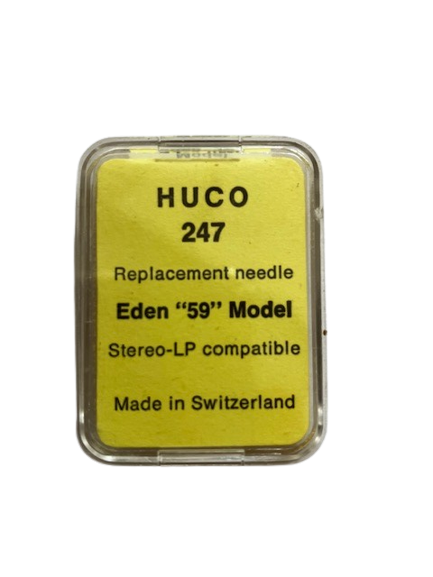 HUCO
247
Replacement needle
Eden “59” Model
Stereo-LP compatible
Made in Switzerland